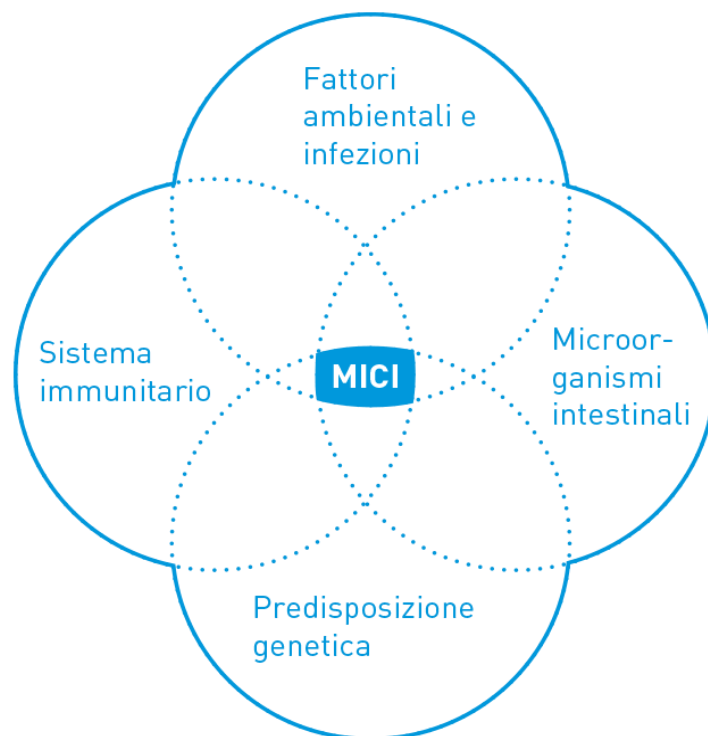 Fattori
ambientali e
infezioni
Sistema
immunitario
MICI
Microor-
ganismi
intestinali
Predisposizione
genetica